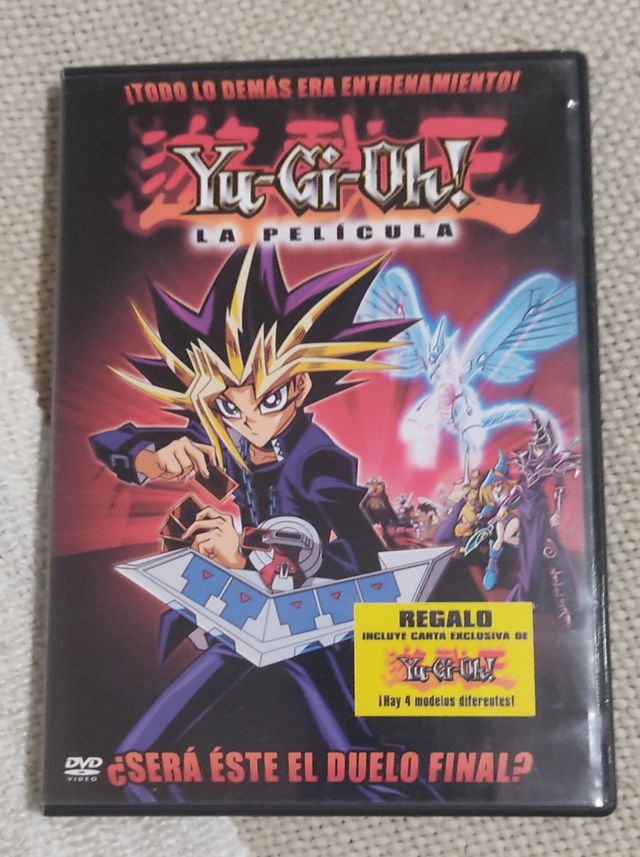 ¡TODO LO DEMÁS ERA ENTRENAMIENTO!
遊戯王
Yu-Gi-Oh!
LA PELÍCULA
REGALO
INCLUYE CARTA EXCLUSIVA DE
Yu-Gi-Oh!
¡Hay 4 modelos diferentes!
DVD
VIDEO
¿SERÁ ÉSTE EL DUELO FINAL?